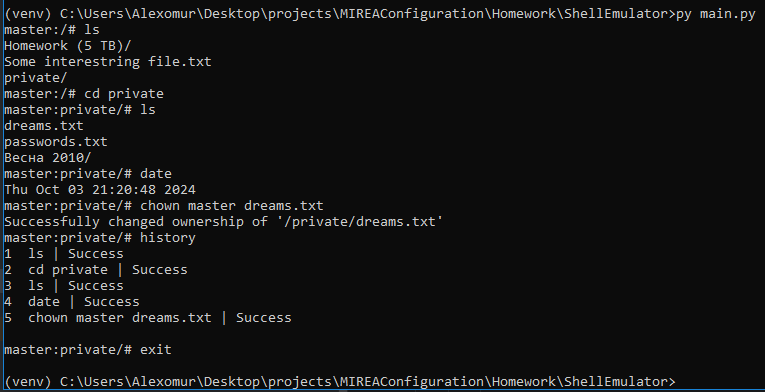 (venv) C:\Users\Alexomur\Desktop\projects\MIREAConfiguration\Homework\ShellEmulator>py main.py
master:/# ls
Homework (5 TB)/
Some interestring file.txt
private/
master:/# cd private
master:private/# ls
dreams.txt
passwords.txt
Весна 2010/
master:private/# date
Thu Oct 03 21:20:48 2024
master:private/# chown master dreams.txt
Successfully changed ownership of '/private/dreams.txt'
master:private/# history
1  ls | Success
2  cd private | Success
3  ls | Success
4  date | Success
5  chown master dreams.txt | Success
master:private/# exit
(venv) C:\Users\Alexomur\Desktop\projects\MIREAConfiguration\Homework\ShellEmulator>